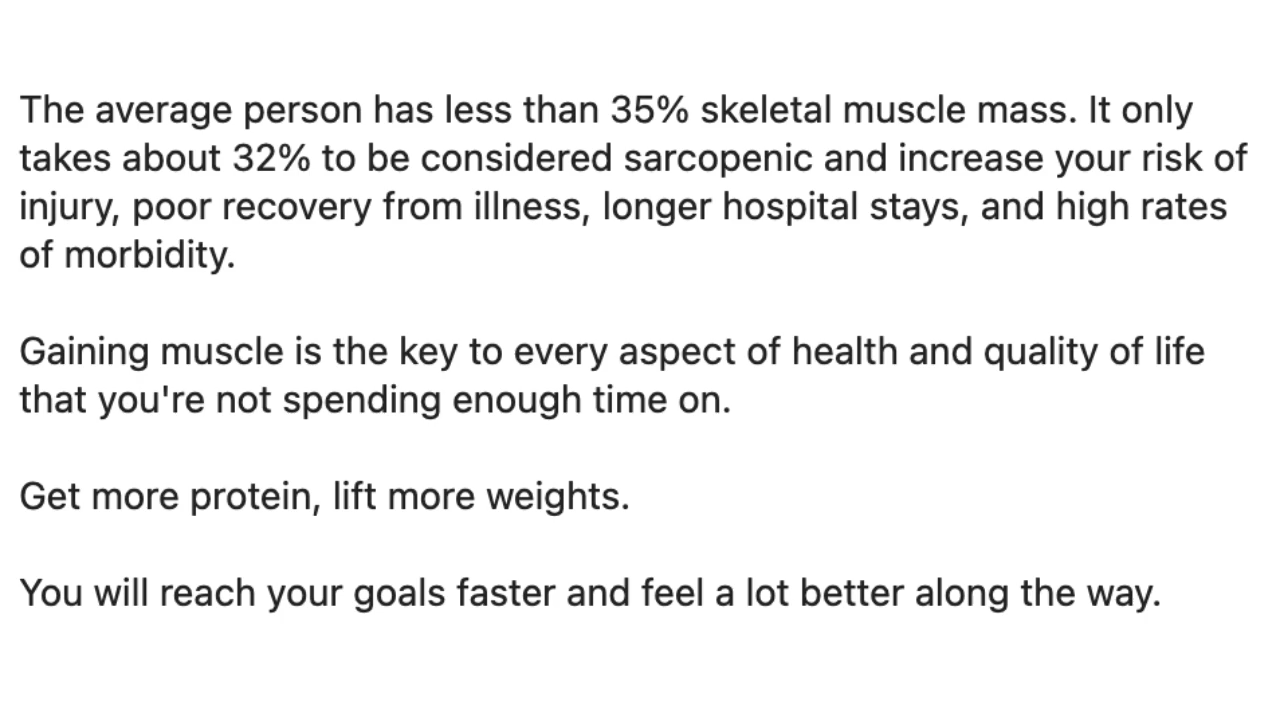 The average person has less than 35% skeletal muscle mass. It only
takes about 32% to be considered sarcopenic and increase your risk of
injury, poor recovery from illness, longer hospital stays, and high rates
of morbidity.
Gaining muscle is the key to every aspect of health and quality of life
that you're not spending enough time on.
Get more protein, lift more weights.
You will reach your goals faster and feel a lot better along the way.